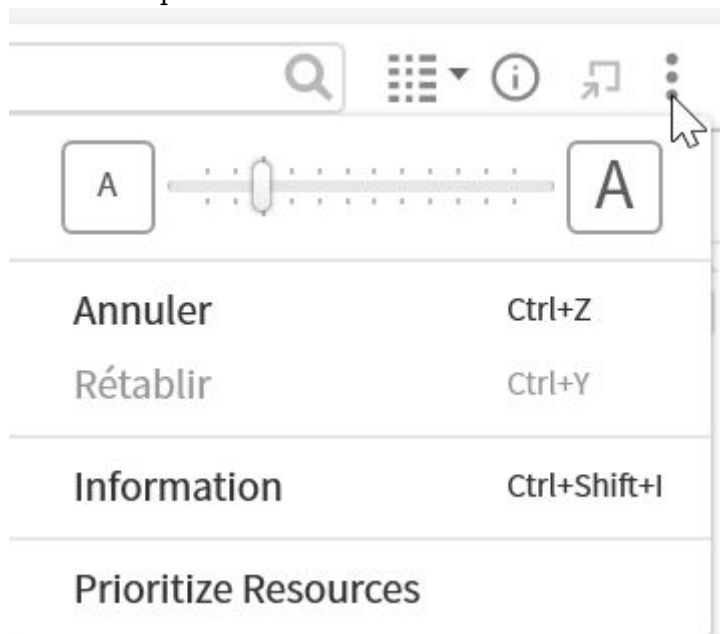 A A
Annuler Ctrl+Z
Rétablir Ctrl+Y
Information Ctrl+Shift+I
Prioritize Resources